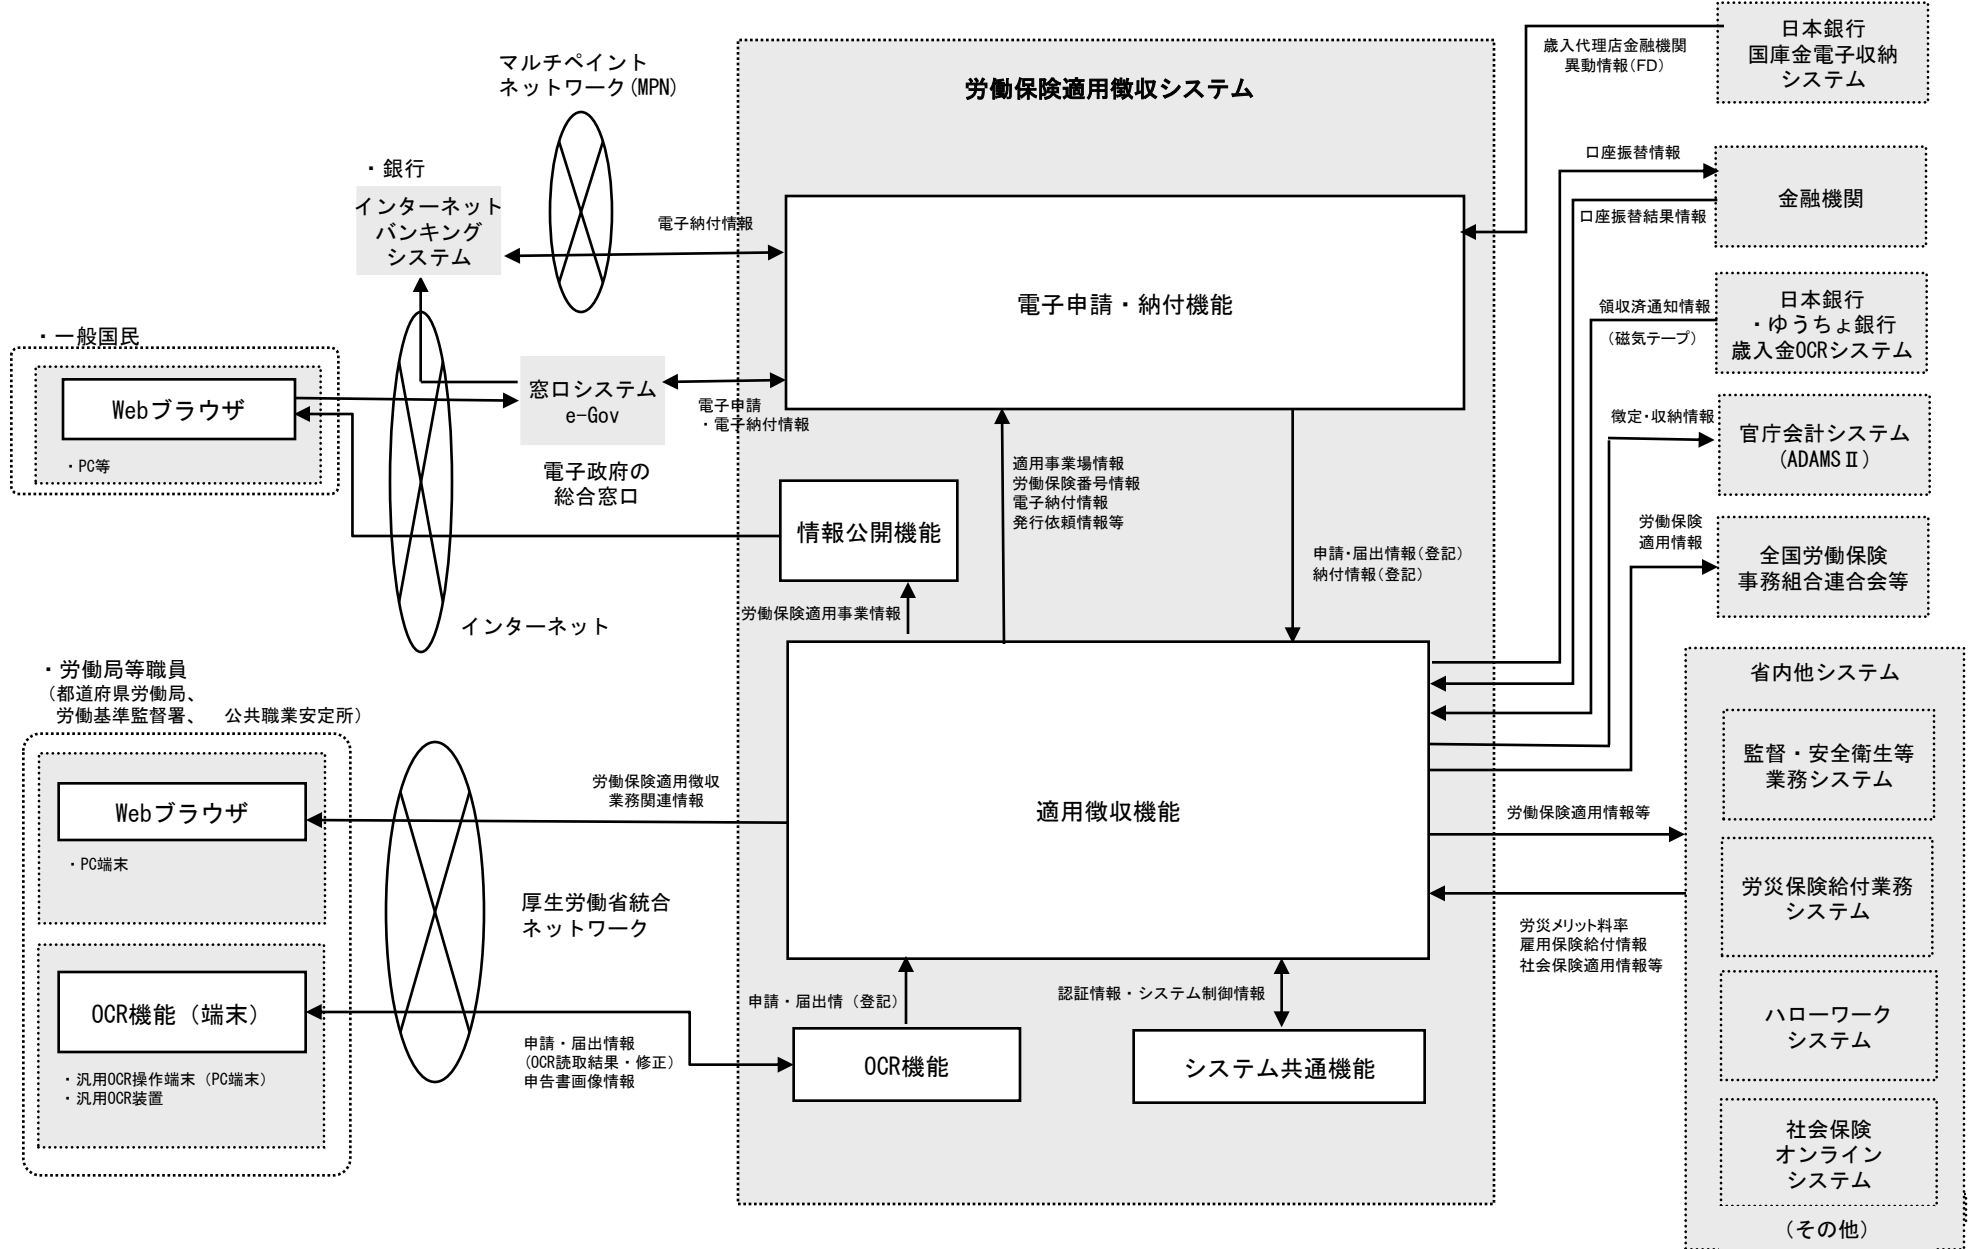 マルチペイント
ネットワーク(MPN)
労働保険適用徴収システム
歳入代理店金融機関
異動情報(FD)
日本銀行
国庫金電子収納
システム
・銀行
インターネット
バンキング
システム
電子納付情報
電子申請・納付機能
口座振替情報
金融機関
口座振替結果情報
領収済通知情報
(磁気テープ)
日本銀行
・ゆうちょ銀行
歳入金OCRシステム
・一般国民
Webブラウザ
・PC等
窓口システム
e-Gov
電子政府の
総合窓口
電子申請
・電子納付情報
徴定・収納情報
官庁会計システム
(ADAMSⅡ)
適用事業場情報
労働保険番号情報
電子納付情報
発行依頼情報等
情報公開機能
労働保険適用事業情報
申請・届出情報(登記)
納付情報(登記)
労働保険
適用情報
全国労働保険
事務組合連合会等
インターネット
・労働局等職員
(都道府県労働局、
労働基準監督署、 公共職業安定所)
Webブラウザ
・PC端末
労働保険適用徴収
業務関連情報
適用徴収機能
厚生労働省統合
ネットワーク
労働保険適用情報等
労災メリット料率
雇用保険給付情報
社会保険適用情報等
省内他システム
監督・安全衛生等
業務システム
労災保険給付業務
システム
ハローワーク
システム
社会保険
オンライン
システム
(その他)
OCR機能(端末)
・汎用OCR操作端末(PC端末)
・汎用OCR装置
申請・届出情報
(OCR読取結果・修正)
申告書画像情報
申請・届出情(登記)
OCR機能
認証情報・システム制御情報
システム共通機能